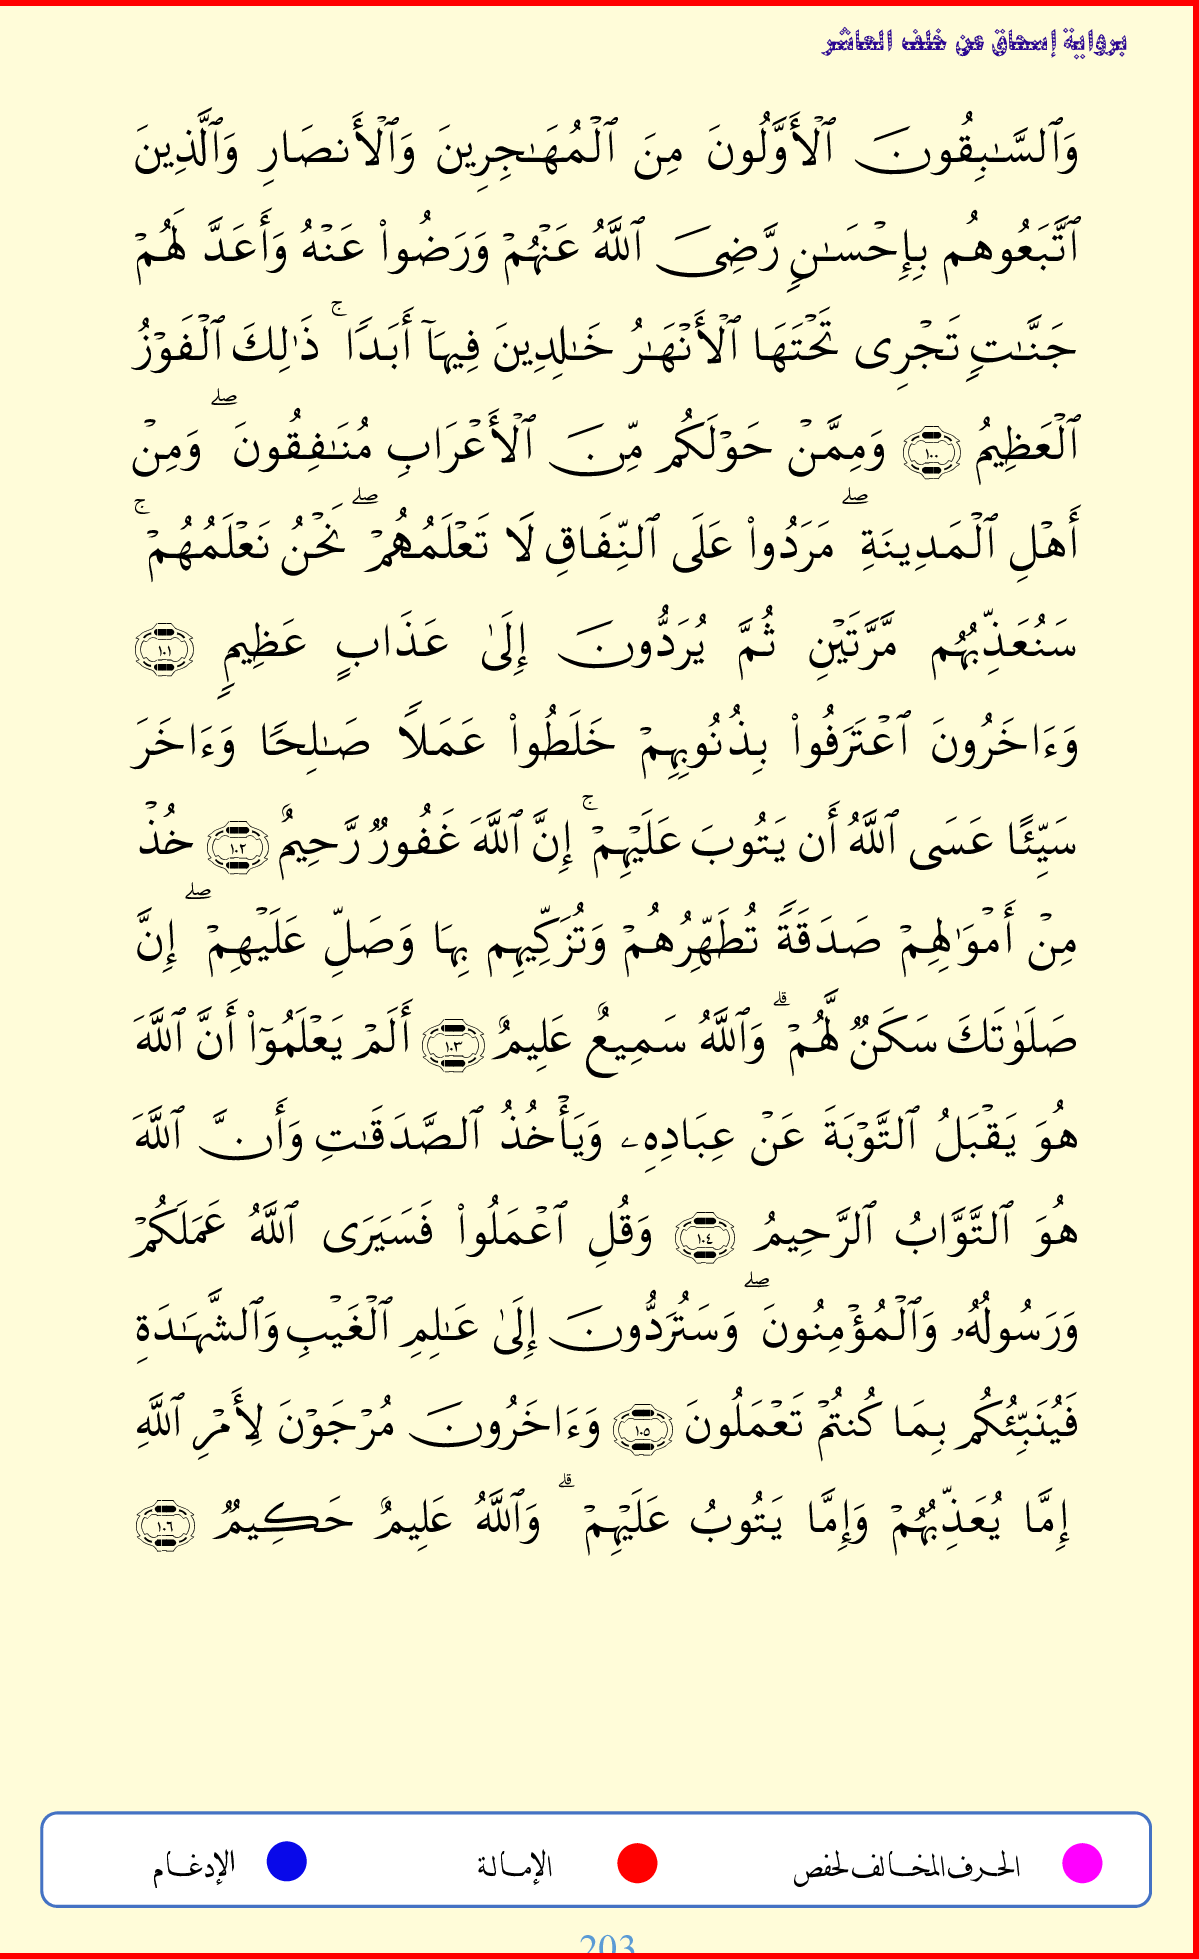 برواية إسحاق عن خلف العاشر
وَٱلسَّـٰبِقُونَ ٱلْأَوَّلُونَ مِنَ ٱلْمُهَـٰجِرِينَ وَٱلْأَنصَارِ وَٱلَّذِينَ
ٱتَّبَعُوهُم بِإِحْسَـٰنٍ رَّضِىَ ٱللَّهُ عَنْهُمْ وَرَضُوا۟ عَنْهُ وَأَعَدَّ لَهُمْ
جَنَّـٰتٍ تَجْرِى تَحْتَهَا ٱلْأَنْهَـٰرُ خَـٰلِدِينَ فِيهَآ أَبَدًا ۚ ذَٰلِكَ ٱلْفَوْزُ
ٱلْعَظِيمُ ١٠٠ وَمِمَّنْ حَوْلَكُم مِّنَ ٱلْأَعْرَابِ مُنَـٰفِقُونَ ۖ وَمِنْ
أَهْلِ ٱلْمَدِينَةِ ۖ مَرَدُوا۟ عَلَى ٱلنِّفَاقِ لَا تَعْلَمُهُمْ ۖ نَحْنُ نَعْلَمُهُمْ ۚ
سَنُعَذِّبُهُم مَّرَّتَيْنِ ثُمَّ يُرَدُّونَ إِلَىٰ عَذَابٍ عَظِيمٍ ١٠١
وَءَاخَرُونَ ٱعْتَرَفُوا۟ بِذُنُوبِهِمْ خَلَطُوا۟ عَمَلًا صَـٰلِحًا وَءَاخَرَ
سَيِّئًا عَسَى ٱللَّهُ أَن يَتُوبَ عَلَيْهِمْ ۚ إِنَّ ٱللَّهَ غَفُورٌ رَّحِيمٌ ١٠٢ خُذْ
مِنْ أَمْوَٰلِهِمْ صَدَقَةً تُطَهِّرُهُمْ وَتُزَكِّيهِم بِهَا وَصَلِّ عَلَيْهِمْ ۖ إِنَّ
صَلَوٰتَكَ سَكَنٌ لَّهُمْ ۗ وَٱللَّهُ سَمِيعٌ عَلِيمٌ ١٠٣ أَلَمْ يَعْلَمُوٓا۟ أَنَّ ٱللَّهَ
هُوَ يَقْبَلُ ٱلتَّوْبَةَ عَنْ عِبَادِهِۦ وَيَأْخُذُ ٱلصَّدَقَـٰتِ وَأَنَّ ٱللَّهَ
هُوَ ٱلتَّوَّابُ ٱلرَّحِيمُ ١٠٤ وَقُلِ ٱعْمَلُوا۟ فَسَيَرَى ٱللَّهُ عَمَلَكُمْ
وَرَسُولُهُۥ وَٱلْمُؤْمِنُونَ ۖ وَسَتُرَدُّونَ إِلَىٰ عَـٰلِمِ ٱلْغَيْبِ وَٱلشَّهَـٰدَةِ
فَيُنَبِّئُكُم بِمَا كُنتُمْ تَعْمَلُونَ ١٠٥ وَءَاخَرُونَ مُرْجَوْنَ لِأَمْرِ ٱللَّهِ
إِمَّا يُعَذِّبُهُمْ وَإِمَّا يَتُوبُ عَلَيْهِمْ ۗ وَٱللَّهُ عَلِيمٌ حَكِيمٌ ١٠٦
الحرف المخالف لحفص الإمالة الإدغام
203